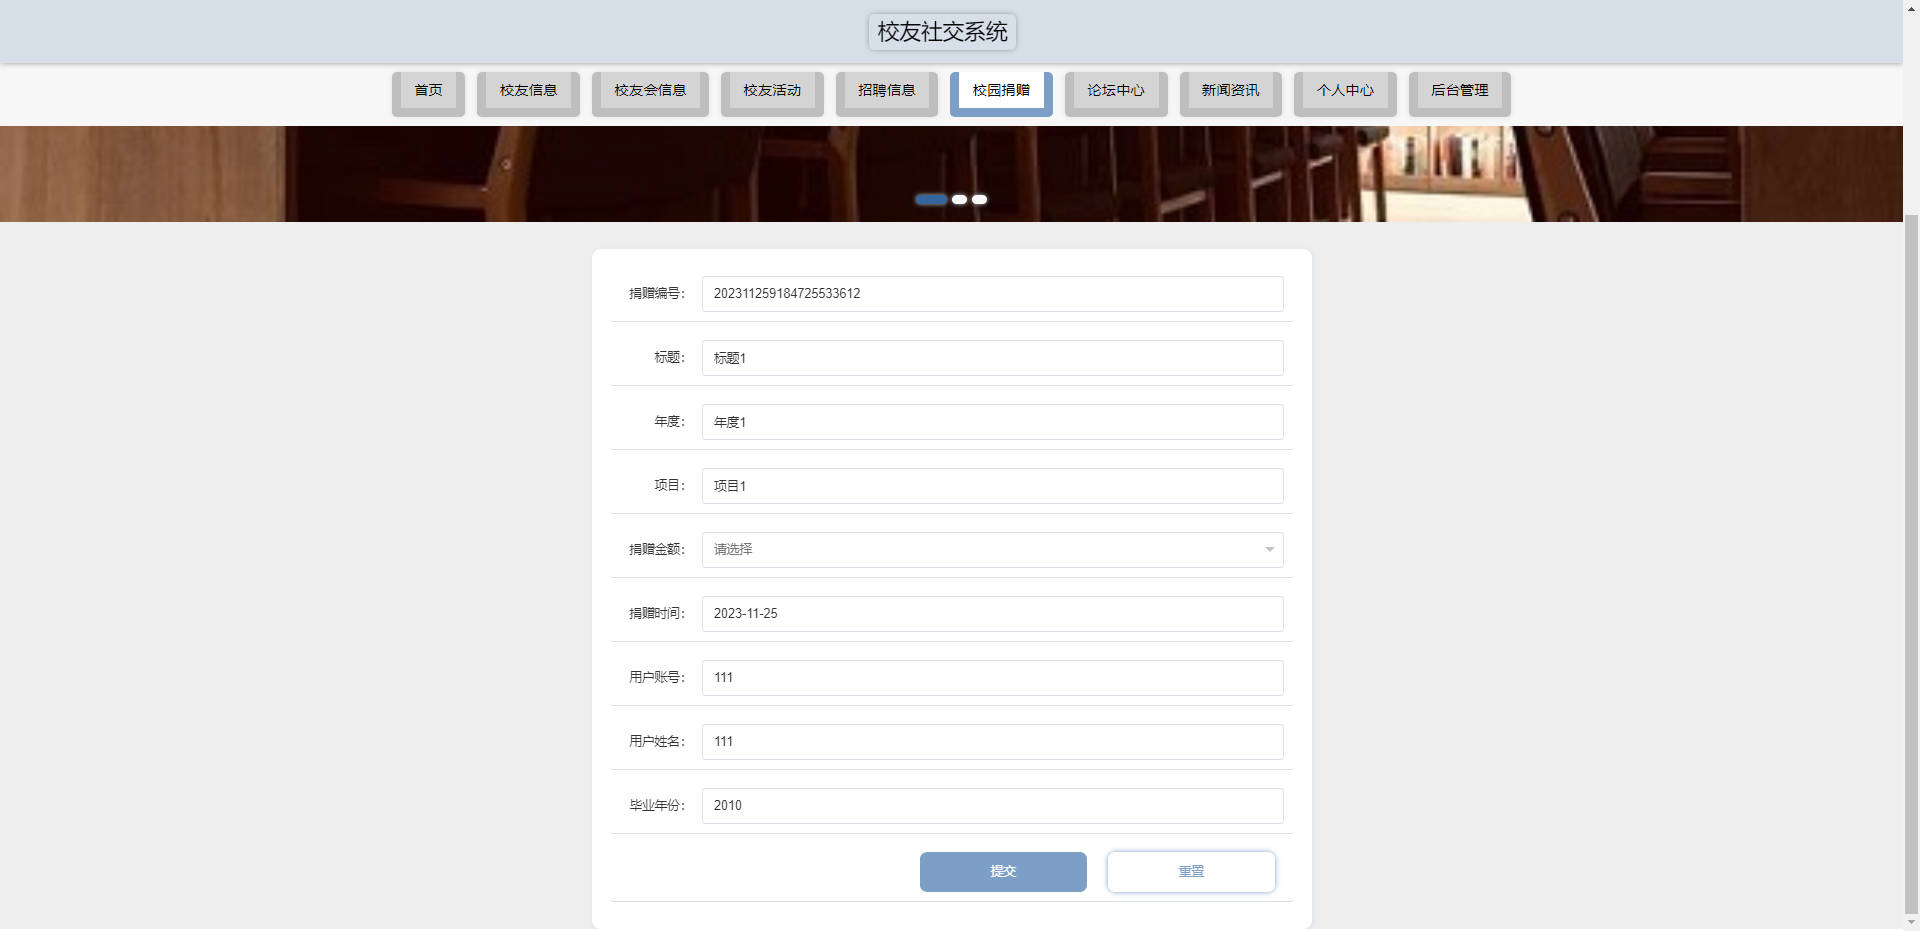 校友社交系统
首页 校友信息 校友会信息 校友活动 招聘信息 校园捐赠 论坛中心 新闻资讯 个人中心 后台管理
捐赠编号： 202311259184725533612
标题： 标题1
年度： 年度1
项目： 项目1
捐赠金额： 请选择
捐赠时间： 2023-11-25
用户账号： 111
用户姓名： 111
毕业年份： 2010
提交 重置